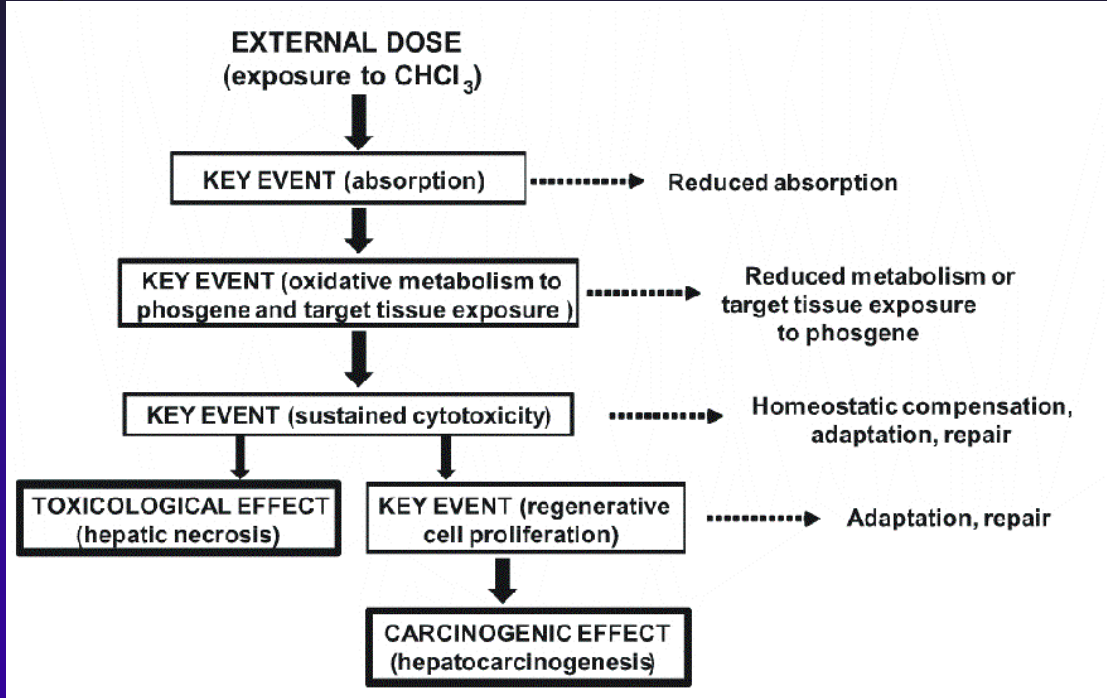 EXTERNAL DOSE
(exposure to CHCl3)
KEY EVENT (absorption)
Reduced absorption
KEY EVENT (oxidative metabolism to
phosgene and target tissue exposure )
Reduced metabolism or
target tissue exposure
to phosgene
KEY EVENT (sustained cytotoxicity)
Homeostatic compensation,
adaptation, repair
TOXICOLOGICAL EFFECT
(hepatic necrosis)
KEY EVENT (regenerative
cell proliferation)
Adaptation, repair
CARCINOGENIC EFFECT
(hepatocarcinogenesis)